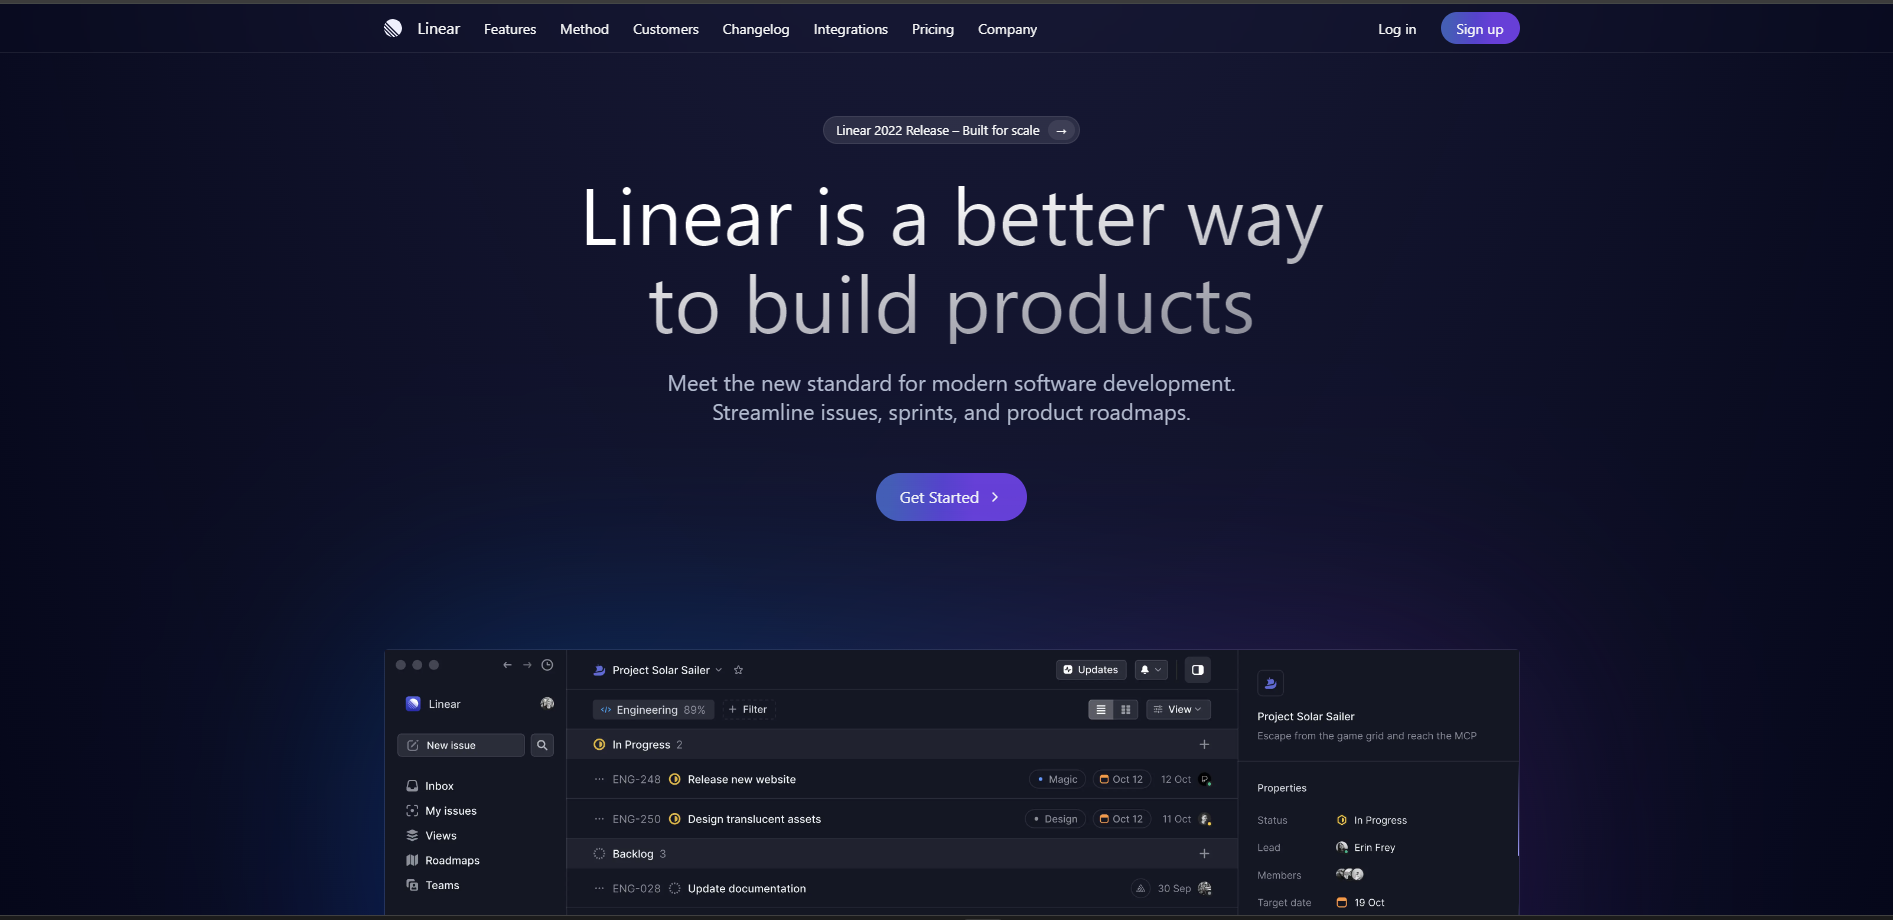 Linear Features Method Customers Changelog Integrations Pricing Company Log in Sign up
Linear 2022 Release – Built for scale →
Linear is a better way
to build products
Meet the new standard for modern software development.
Streamline issues, sprints, and product roadmaps.
Get Started
Linear
New issue
Inbox
My issues
Views
Roadmaps
Teams
Project Solar Sailer
Updates
Engineering 89% + Filter
View
In Progress 2
ENG-248 Release new website Magic Oct 12 12 Oct
ENG-250 Design translucent assets Design Oct 12 11 Oct
Backlog 3
ENG-028 Update documentation 30 Sep
Project Solar Sailer
Escape from the game grid and reach the MCP
Properties
Status In Progress
Lead Erin Frey
Members
Target date 19 Oct